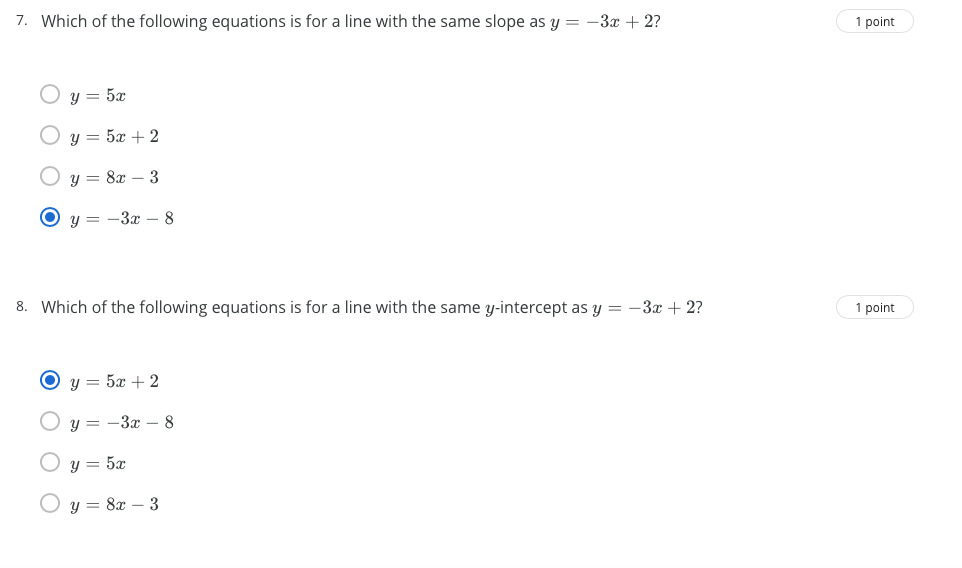 7. Which of the following equations is for a line with the same slope as y = −3x + 2? 1 point
y = 5x
y = 5x + 2
y = 8x − 3
y = −3x − 8
8. Which of the following equations is for a line with the same y-intercept as y = −3x + 2? 1 point
y = 5x + 2
y = −3x − 8
y = 5x
y = 8x − 3